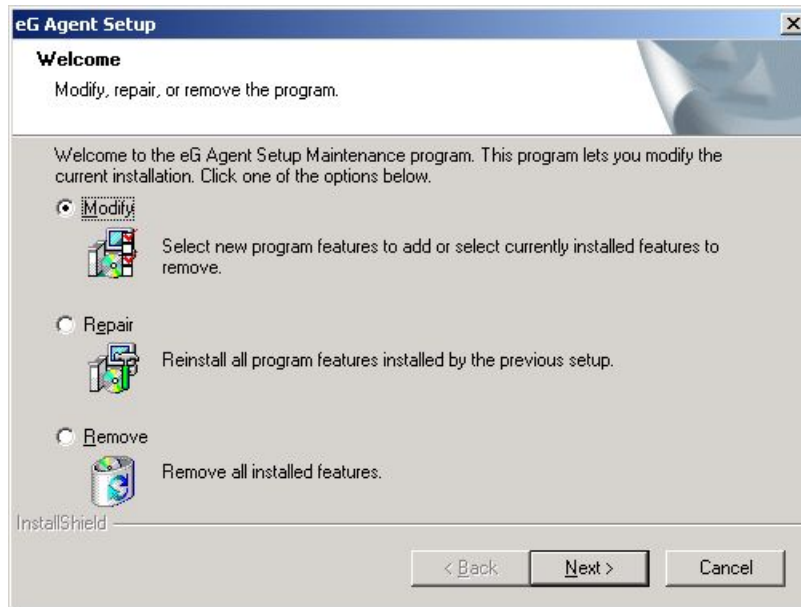 eG Agent Setup
Welcome
Modify, repair, or remove the program.
Welcome to the eG Agent Setup Maintenance program. This program lets you modify the
current installation. Click one of the options below.
Modify
Select new program features to add or select currently installed features to
remove.
Repair
Reinstall all program features installed by the previous setup.
Remove
Remove all installed features.
InstallShield
< Back
Next >
Cancel